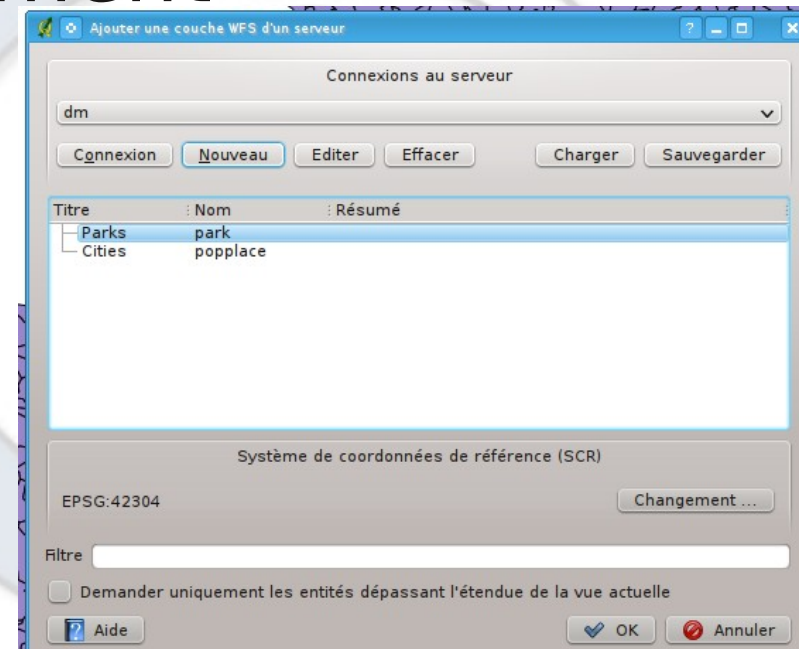 Ajouter une couche WFS d'un serveur
Connexions au serveur
dm
Connexion Nouveau Editer Effacer Charger Sauvegarder
Titre Nom Résumé
Parks park
Cities popplace
Système de coordonnées de référence (SCR)
EPSG:42304 Changement ...
Filtre
Demander uniquement les entités dépassant l'étendue de la vue actuelle
Aide OK Annuler